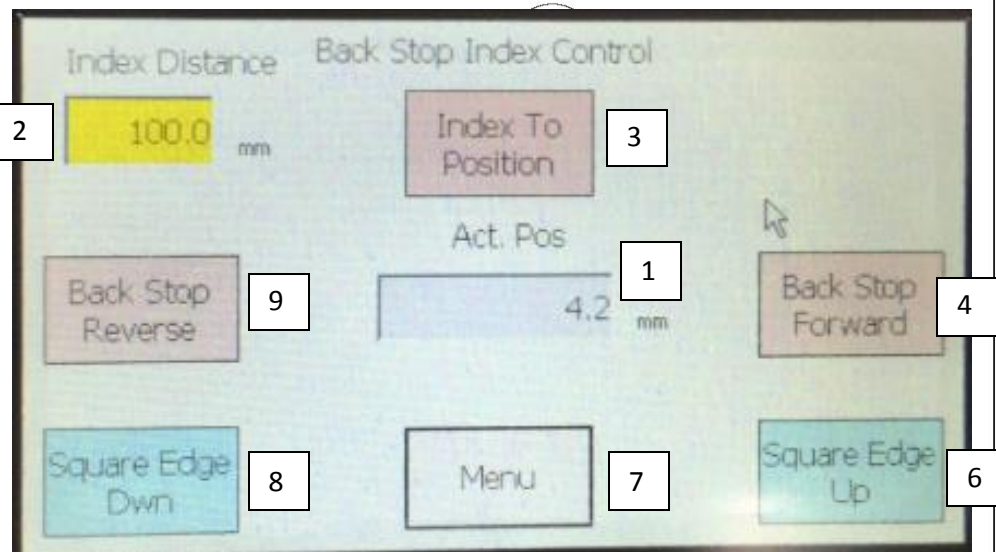 Back Stop Index Control
Index Distance
2
100.0 mm
Index To
Position
3
Act. Pos
1
4.2 mm
Back Stop
Reverse
9
Back Stop
Forward
4
Square Edge
Dwn
8
Menu
7
Square Edge
Up
6